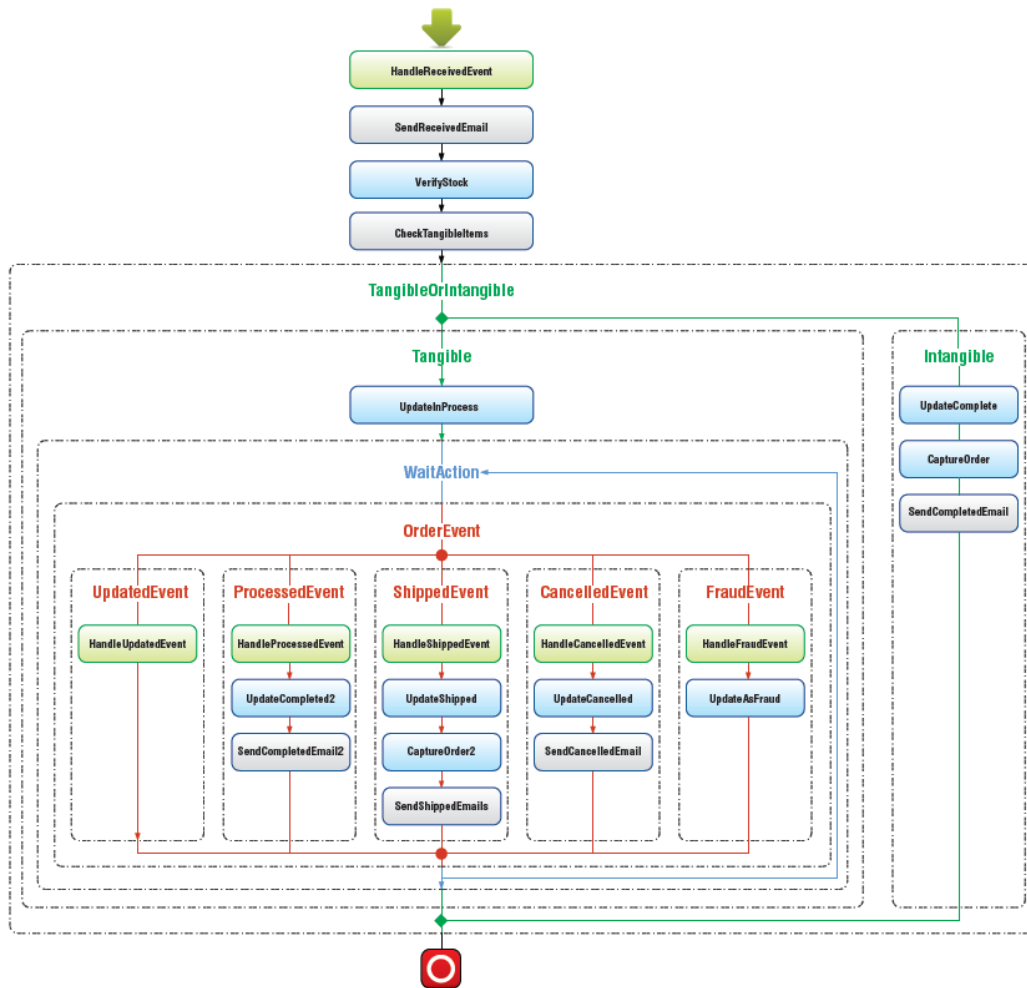 HandleReceivedEvent
SendReceivedEmail
VerifyStock
CheckTangibleItems
TangibleOrIntangible
Tangible
Intangible
UpdateInProcess
UpdateComplete
CaptureOrder
SendCompletedEmail
WaitAction
OrderEvent
UpdatedEvent
ProcessedEvent
ShippedEvent
CancelledEvent
FraudEvent
HandleUpdatedEvent
HandleProcessedEvent
HandleShippedEvent
HandleCancelledEvent
HandleFraudEvent
UpdateCompleted2
UpdateShipped
UpdateCancelled
UpdateAsFraud
SendCompletedEmail2
CaptureOrder2
SendCancelledEmail
SendShippedEmails